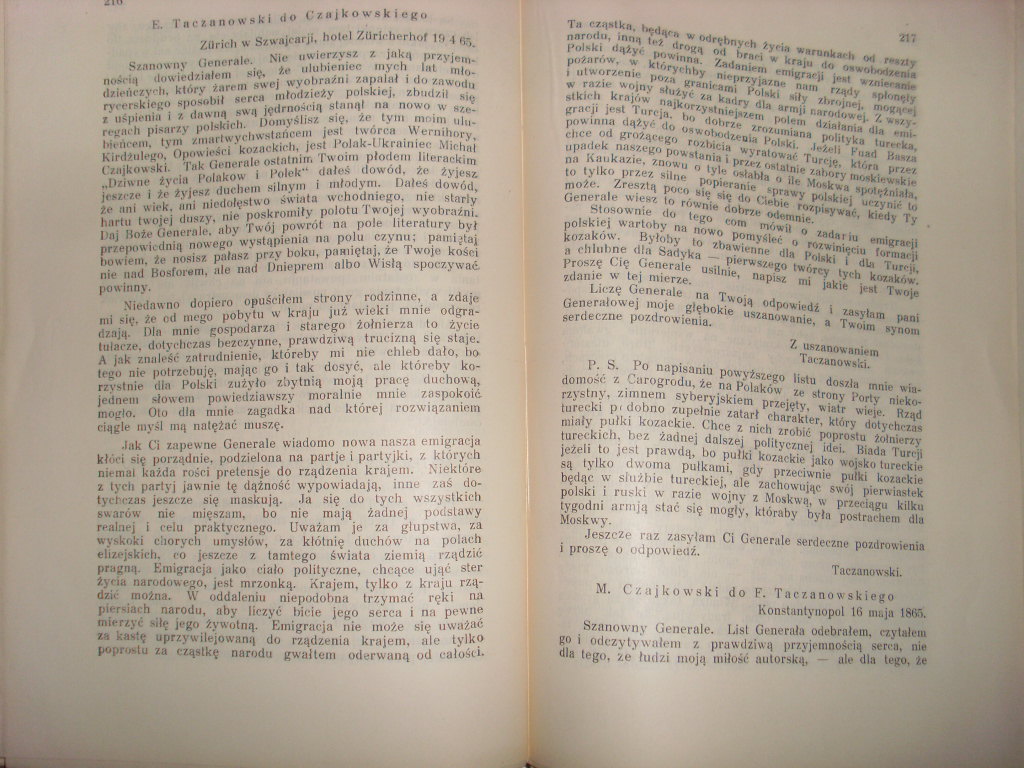 216
E. Taczanowski do Czajkowskiego
Zürich w Szwajcarji, hotel Züricherhof 19 4 65.
Szanowny Generale. Nie uwierzysz z jaką przyjem-
nością dowiedziałem się, że ulubieniec mych lat mło-
dzieńczych, który żarem swej wyobraźni zapalał i do zawodu
rycerskiego sposobił serca młodzieży polskiej, zbudził się
z uśpienia i z dawną swą jędrnością stanął na nowo w sze-
regach pisarzy polskich. Domyślisz się, że tym moim ulu-
bieńcem, tym zmartwychwstańcem jest twórca Wernihory,
Kirdżulego, Opowieści kozackich, jest Polak-Ukrainiec Michał
Czajkowski. Tak Generale ostatnim Twoim płodem literackim
„Dziwne życia Polaków i Polek" dałeś dowód, że żyjesz
jeszcze i że żyjesz duchem silnym i młodym. Dałeś dowód,
że ani wiek, ani niedołęstwo świata wchodniego, nie starły
hartu twojej duszy, nie poskromiły polotu Twojej wyobraźni.
Daj Boże Generale, aby Twój powrót na pole literatury był
przepowiednią nowego wystąpienia na polu czynu; pamiętaj
bowiem, że nosisz pałasz przy boku, pamiętaj, że Twoje kości
nie nad Bosforem, ale nad Dnieprem albo Wisłą spoczywać
powinny.
Niedawno dopiero opuściłem strony rodzinne, a zdaje
mi się, że od mego pobytu w kraju już wieki mnie odgra-
dzają. Dla mnie gospodarza i starego żołnierza to życie
tułacze, dotychczas bezczynne, prawdziwą trucizną się staje.
A jak znaleść zatrudnienie, któreby mi nie chleb dało, bo
tego nie potrzebuję, mając go i tak dosyć, ale któreby ko-
rzystnie dla Polski zużyło zbytnią moją pracę duchową,
jednem słowem powiedziawszy moralnie mnie zaspokoić
mogło. Oto dla mnie zagadka nad której rozwiązaniem
ciągle myśl mą natężać muszę.
Jak Ci zapewne Generale wiadomo nowa nasza emigracja
kłóci się porządnie, podzielona na partje i partyjki, z których
niemal każda rości pretensje do rządzenia krajem. Niektóre
z tych partyj jawnie tę dążność wypowiadają, inne zaś do-
tychczas jeszcze się maskują. Ja się do tych wszystkich
swarów nie mięszam, bo nie mają żadnej podstawy
realnej i celu praktycznego. Uważam je za głupstwa, za
wyskoki chorych umysłów, za kłótnię duchów na polach
elizejskich, co jeszcze z tamtego świata ziemią rządzić
pragną. Emigracja jako ciało polityczne, chcące ująć ster
życia narodowego, jest mrzonką. Krajem, tylko z kraju rzą-
dzić można. W oddaleniu niepodobna trzymać ręki na
piersiach narodu, aby liczyć bicie jego serca i na pewne
mierzyć siłę jego żywotną. Emigracja nie może się uważać
za kastę uprzywilejowaną do rządzenia krajem, ale tylko
poprostu za cząstkę narodu gwałtem oderwaną od całości.
217
Ta cząstka, będąca w odrębnych życia warunkach od reszty
narodu, inną też drogą od braci w kraju do oswobodzenia
Polski dążyć powinna. Zadaniem emigracji jest wzniecanie
pożarów, w którychby nieprzyjazne nam rządy spłonęły
i utworzenie poza granicami Polski siły zbrojnej, mogącej
w razie wojny służyć za kadry dla armji narodowej. Z wszy-
stkich krajów najkorzystniejszem polem działania dla emi-
gracji jest Turcja, bo dobrze zrozumiana polityka turecka,
powinna dążyć do oswobodzenia Polski. Jeżeli Fuad Basza
chce od grożącego rozbicia wyratować Turcję, która przez
upadek naszego powstania i przez ostatnie zabory moskiewskie
na Kaukazie, znowu o tyle osłabła o ile Moskwa spotężniała,
to tylko przez silne popieranie sprawy polskiej uczynić to
może. Zresztą poco się się do Ciebie rozpisywać, kiedy Ty
Generale wiesz to równie dobrze odemnie.
Stosownie do tego com mówił o zadaniu emigracji
polskiej wartoby na nowo pomyśleć o rozwinięciu formacji
kozaków. Byłoby to zbawienne dla Polski i dla Turcji,
a chlubne dla Sadyka — pierwszego twórcy tych kozaków.
Proszę Cię Generale usilnie, napisz mi jakie jest Twoje
zdanie w tej mierze.
Liczę Generale na Twoją odpowiedź i zasyłam pani
Generałowej moje głębokie uszanowanie, a Twoim synom
serdeczne pozdrowienia.
Z uszanowaniem
Taczanowski.
P. S. Po napisaniu powyższego listu doszła mnie wia-
domość z Carogrodu, że na Polaków ze strony Porty nieko-
rzystny, zimnem syberyjskiem przejęty, wiatr wieje. Rząd
turecki podobno zupełnie zatarł charakter, który dotychczas
miały pułki kozackie. Chce z nich zrobić poprostu żołnierzy
tureckich, bez żadnej dalszej politycznej idei. Biada Turcji
jeżeli to jest prawdą, bo pułki kozackie jako wojsko tureckie
są tylko dwoma pułkami, gdy przeciwnie pułki kozackie
będąc w służbie tureckiej, ale zachowując swój pierwiastek
polski i ruski w razie wojny z Moskwą, w przeciągu kilku
tygodni armją stać się mogły, któraby była postrachem dla
Moskwy.
Jeszcze raz zasyłam Ci Generale serdeczne pozdrowienia
i proszę o odpowiedź.
Taczanowski.
M. Czajkowski do F. Taczanowskiego
Konstantynopol 16 maja 1865.
Szanowny Generale. List Generała odebrałem, czytałem
go i odczytywałem z prawdziwą przyjemnością serca, nie
dla tego, że łudzi moją miłość autorską, — ale dla tego, że